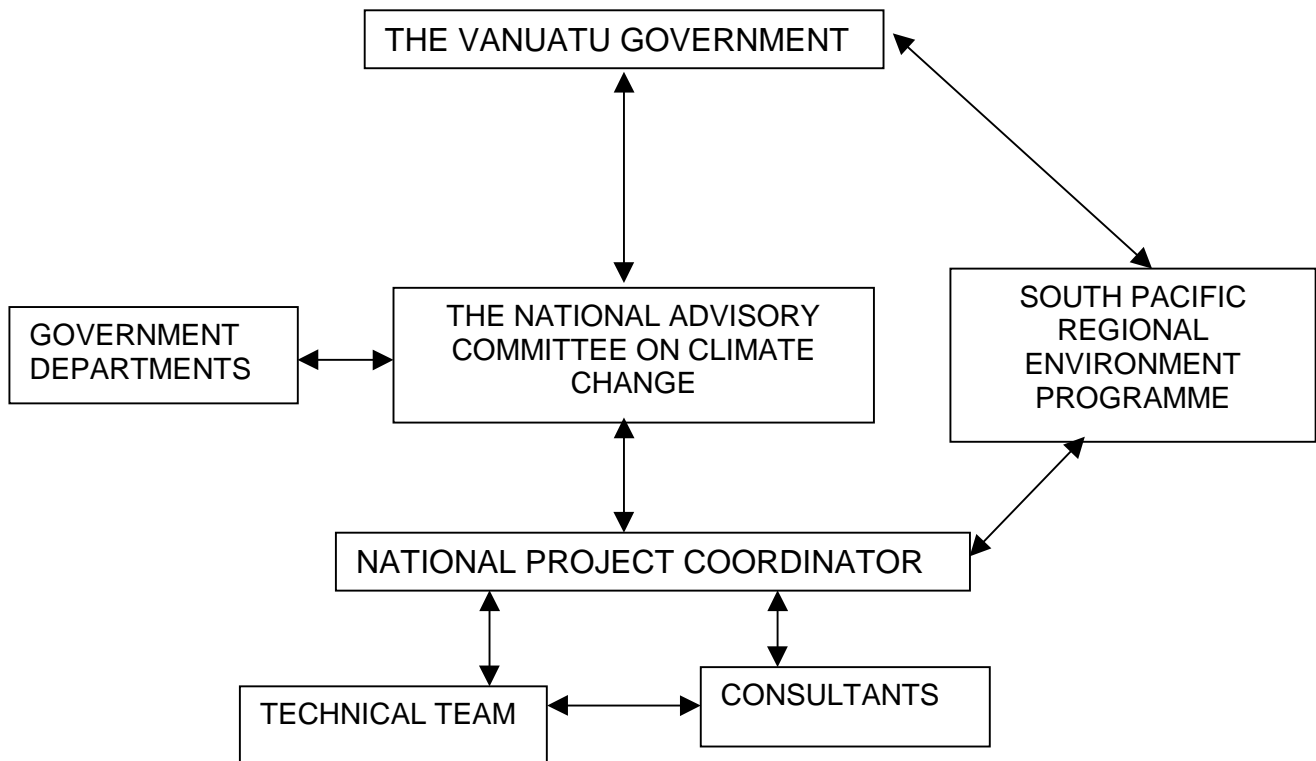 THE VANUATU GOVERNMENT
GOVERNMENT
DEPARTMENTS
THE NATIONAL ADVISORY
COMMITTEE ON CLIMATE
CHANGE
SOUTH PACIFIC
REGIONAL
ENVIRONMENT
PROGRAMME
NATIONAL PROJECT COORDINATOR
TECHNICAL TEAM
CONSULTANTS